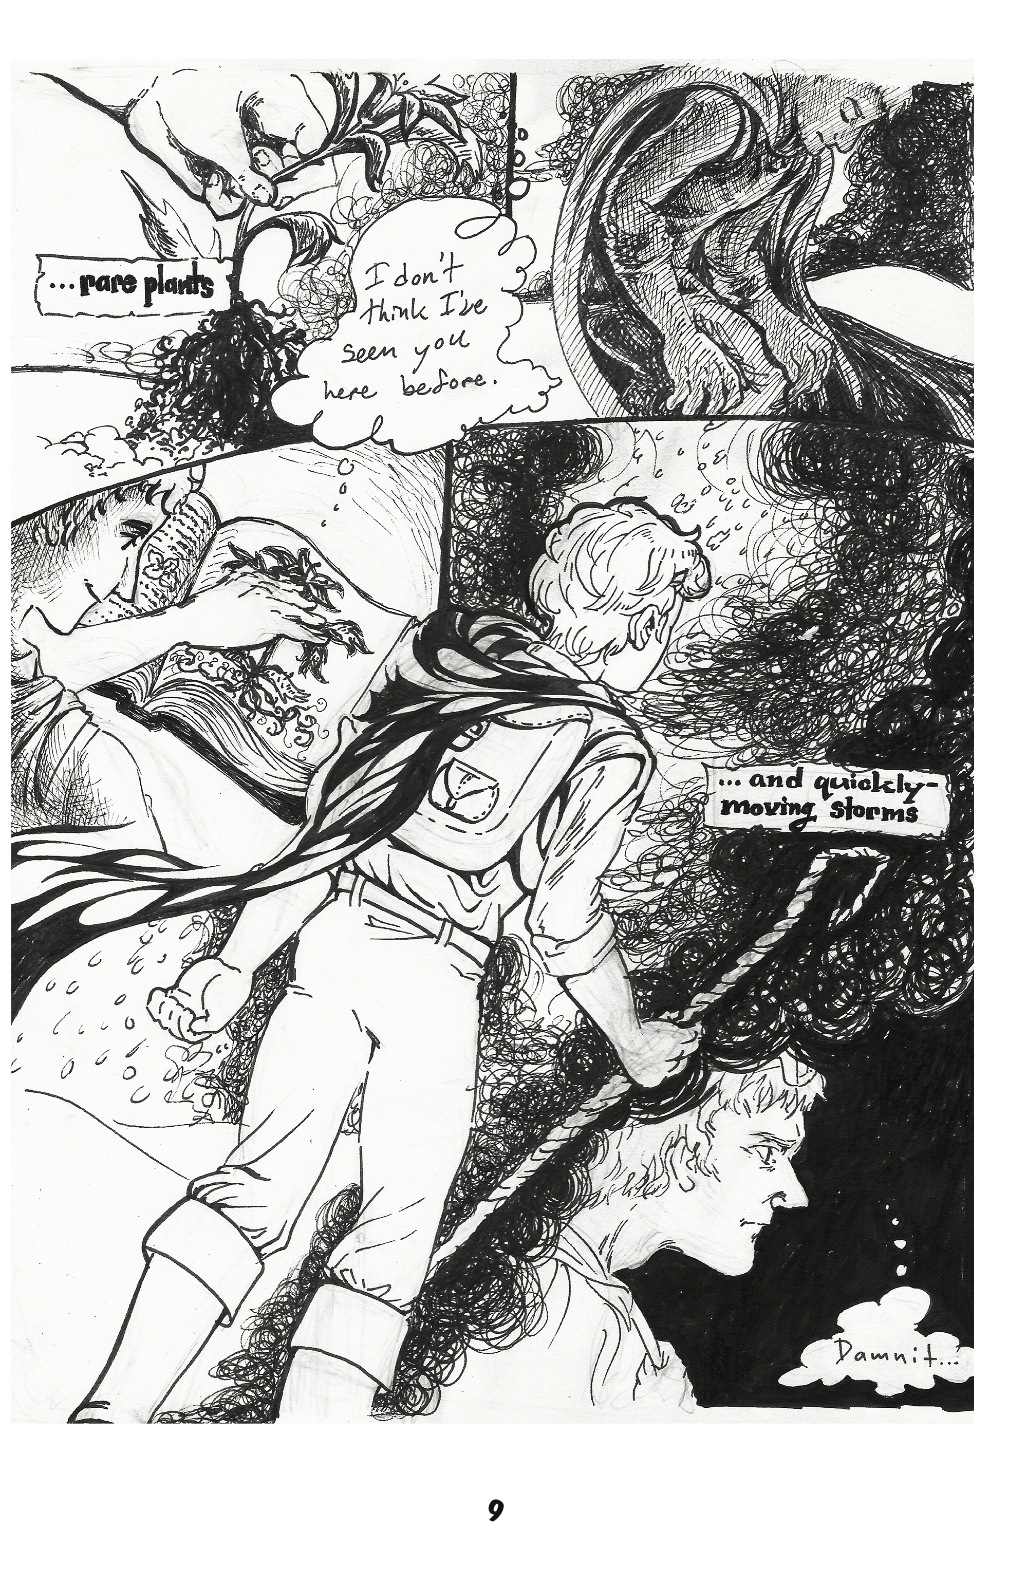 ...rare plants
I don't
think I've
seen you
here before.
...and quickly-
moving storms
Damnit...
9